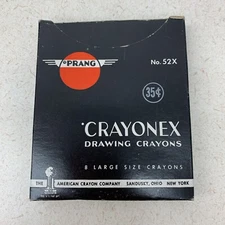 *PRANG
No. 52X
35¢
*CRAYONEX
DRAWING CRAYONS
8 LARGE SIZE CRAYONS
THE AMERICAN CRAYON COMPANY SANDUSKY, OHIO NEW YORK